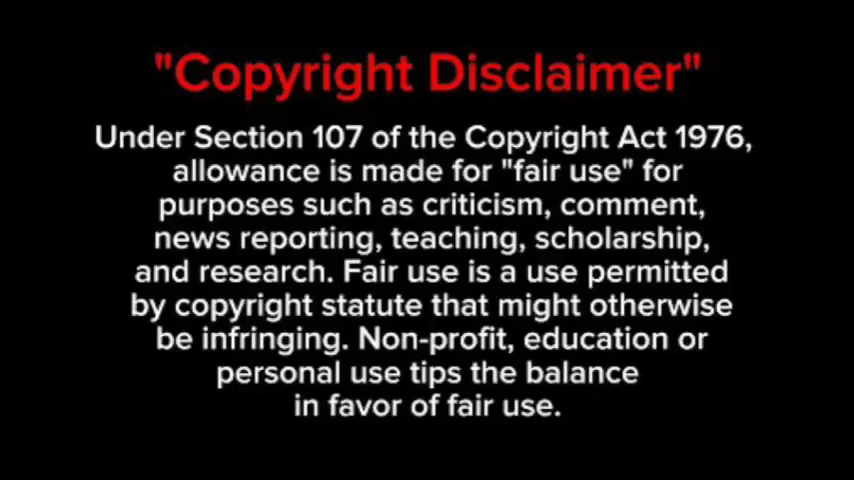 "Copyright Disclaimer"
Under Section 107 of the Copyright Act 1976,
allowance is made for "fair use" for
purposes such as criticism, comment,
news reporting, teaching, scholarship,
and research. Fair use is a use permitted
by copyright statute that might otherwise
be infringing. Non-profit, education or
personal use tips the balance
in favor of fair use.